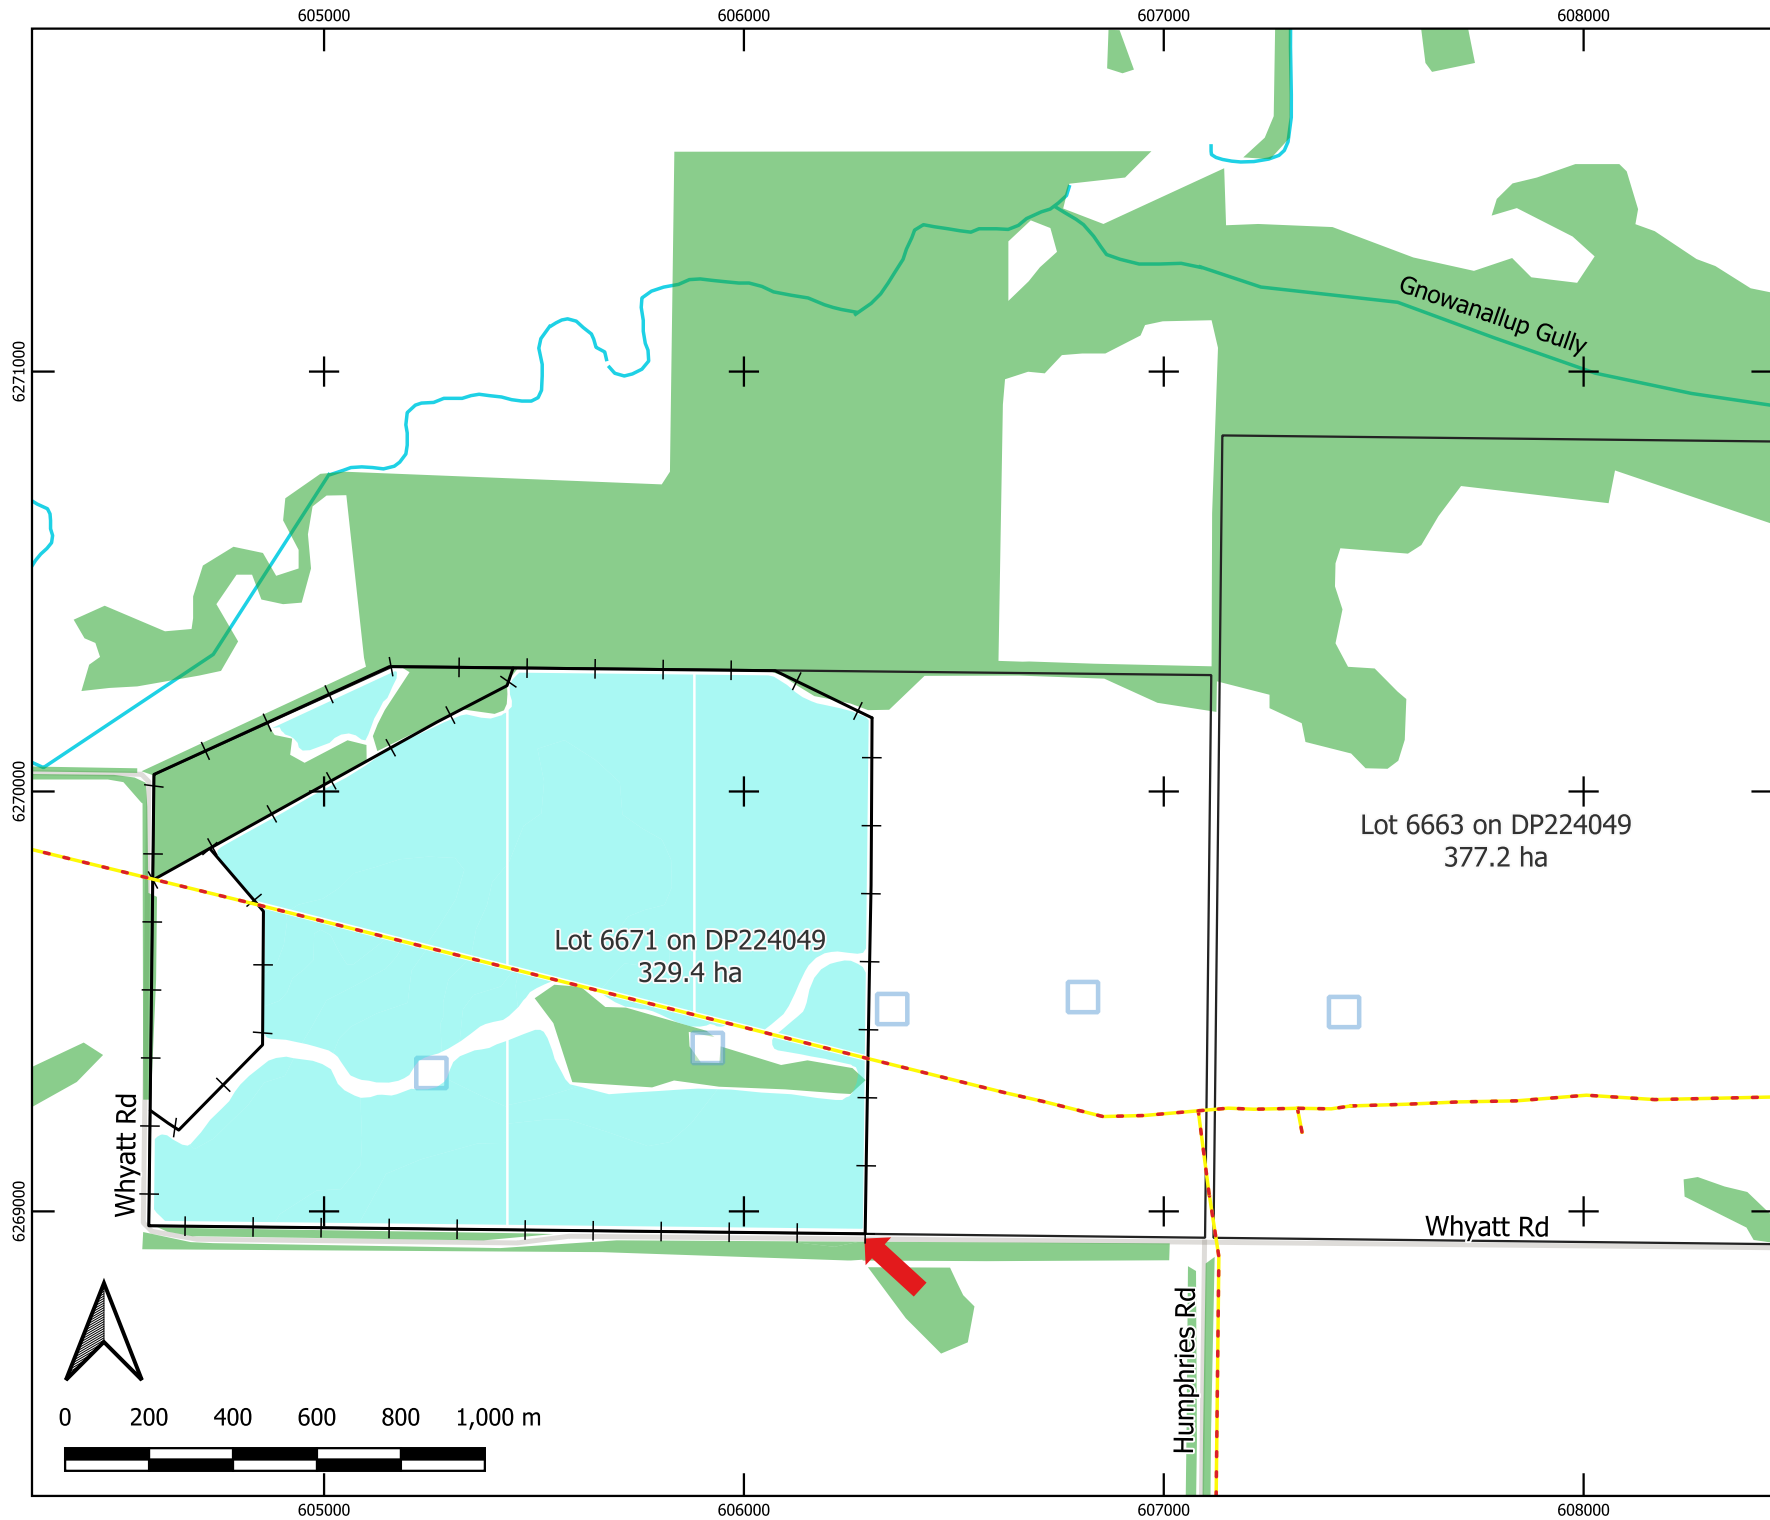 605000
606000
607000
608000
Gnowanallup Gully
6271000
6270000
Lot 6663 on DP224049
377.2 ha
Lot 6671 on DP224049
329.4 ha
Whyatt Rd
6269000
Whyatt Rd
Humphries Rd
0 200 400 600 800 1,000 m
605000
606000
607000
608000